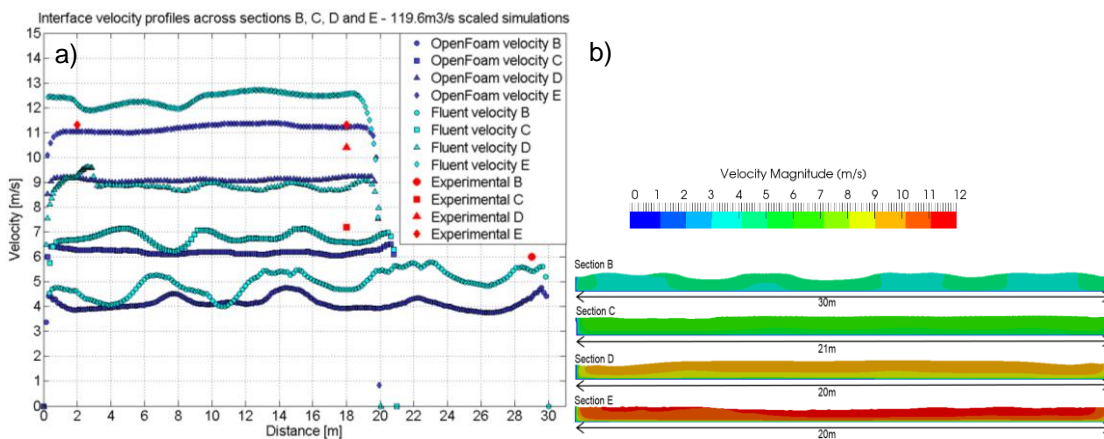 Interface velocity profiles across sections B, C, D and E - 119.6m3/s scaled simulations
a)
15
14
13
12
11
10
9
8
7
6
5
4
3
2
1
0
Velocity [m/s]
0 2 4 6 8 10 12 14 16 18 20 22 24 26 28 30
Distance [m]
OpenFoam velocity B
OpenFoam velocity C
OpenFoam velocity D
OpenFoam velocity E
Fluent velocity B
Fluent velocity C
Fluent velocity D
Fluent velocity E
Experimental B
Experimental C
Experimental D
Experimental E
b)
Velocity Magnitude (m/s)
0 1 2 3 4 5 6 7 8 9 10 11 12
Section B
30m
Section C
21m
Section D
20m
Section E
20m